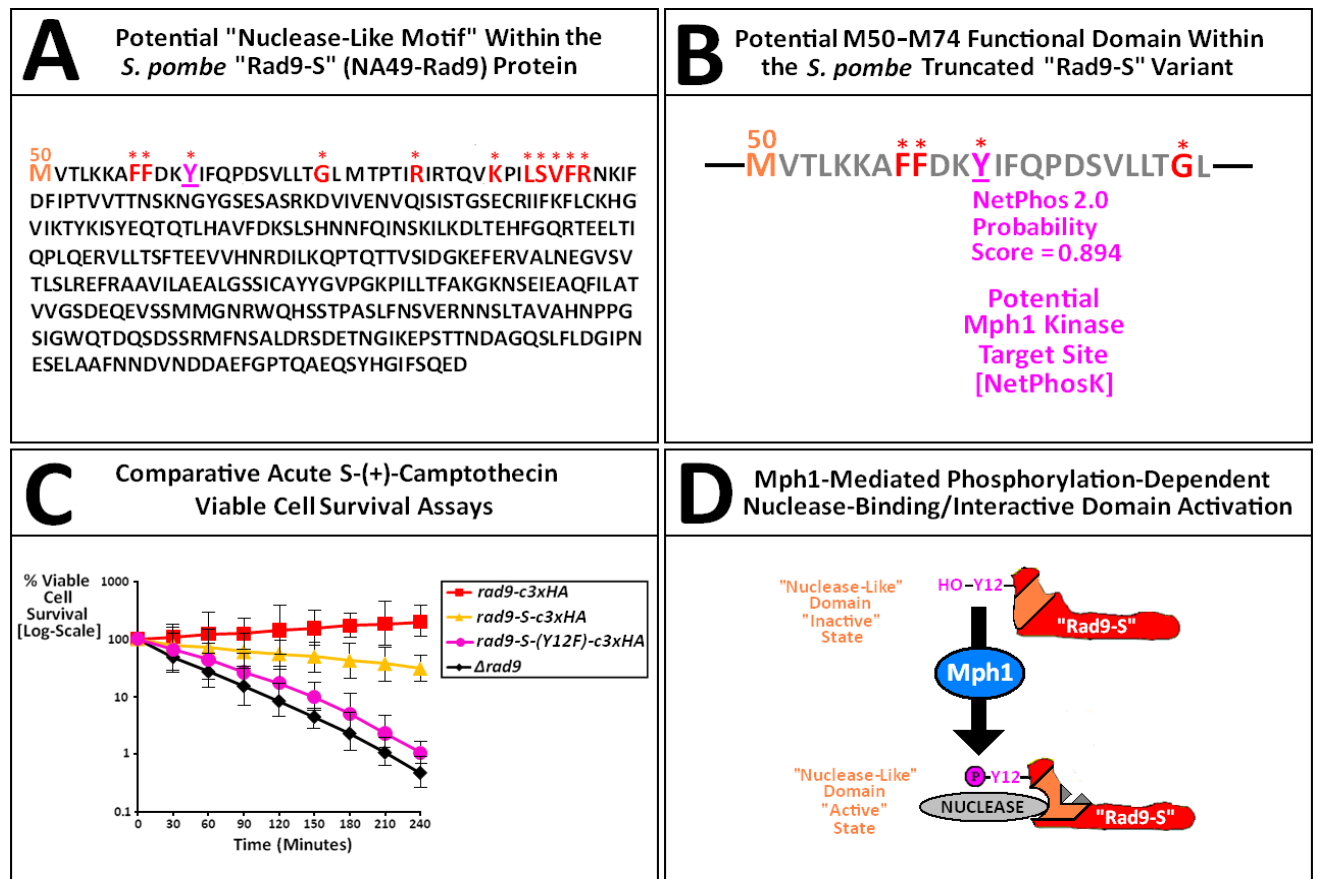 A
Potential "Nuclease-Like Motif" Within the
S. pombe "Rad9-S" (NA49-Rad9) Protein
50
** * * * * *****
MVTLKKAFFDKYIFQPDSVLLTGLMTPTIRIRTQVKPILSVFRNKIF
DFIPTVVTTNSKNGYGSESASRKDVIVENVQISISTGSECRIIFKFLCKHG
VIKTYKISYEQTQTLHAVFDKSLSHNNFQINSKILKDLTEHFGQRTEELTI
QPLQERVLLTSFTEEVVHNRDILKQPTQTTVSIDGKEFERVALNEGVSV
TLSLREFRAAVILAEALGSSICAYYGVPGKPILLTFAKGKNSEIEAQFILAT
VVGSDEQEVSSMMGNRWQHSSTPASLFNSVERNNSLTAVAHNPPG
SIGWQTDQSDSSRMFNSALDRSDETNGIKEPSTTNDAGQSLFLDGIPN
ESELAAFNNDVNDDAEFGPTQAEQSYHGIFSQED
B
Potential M50–M74 Functional Domain Within
the S. pombe Truncated "Rad9-S" Variant
50
** * *
MVTLKKAFFDKYIFQPDSVLLTGL
NetPhos 2.0
Probability
Score = 0.894
Potential
Mph1 Kinase
Target Site
[NetPhosK]
C
Comparative Acute S-(+)-Camptothecin
Viable Cell Survival Assays
% Viable
Cell
Survival
[Log-Scale]
1000
100
10
1
0.1
0 30 60 90 120 150 180 210 240
Time (Minutes)
rad9-c3xHA
rad9-S-c3xHA
rad9-S-(Y12F)-c3xHA
Δrad9
D
Mph1-Mediated Phosphorylation-Dependent
Nuclease-Binding/Interactive Domain Activation
"Nuclease-Like"
Domain
"Inactive"
State
HO-Y12
"Rad9-S"
Mph1
"Nuclease-Like"
Domain
"Active"
State
P-Y12
NUCLEASE
"Rad9-S"